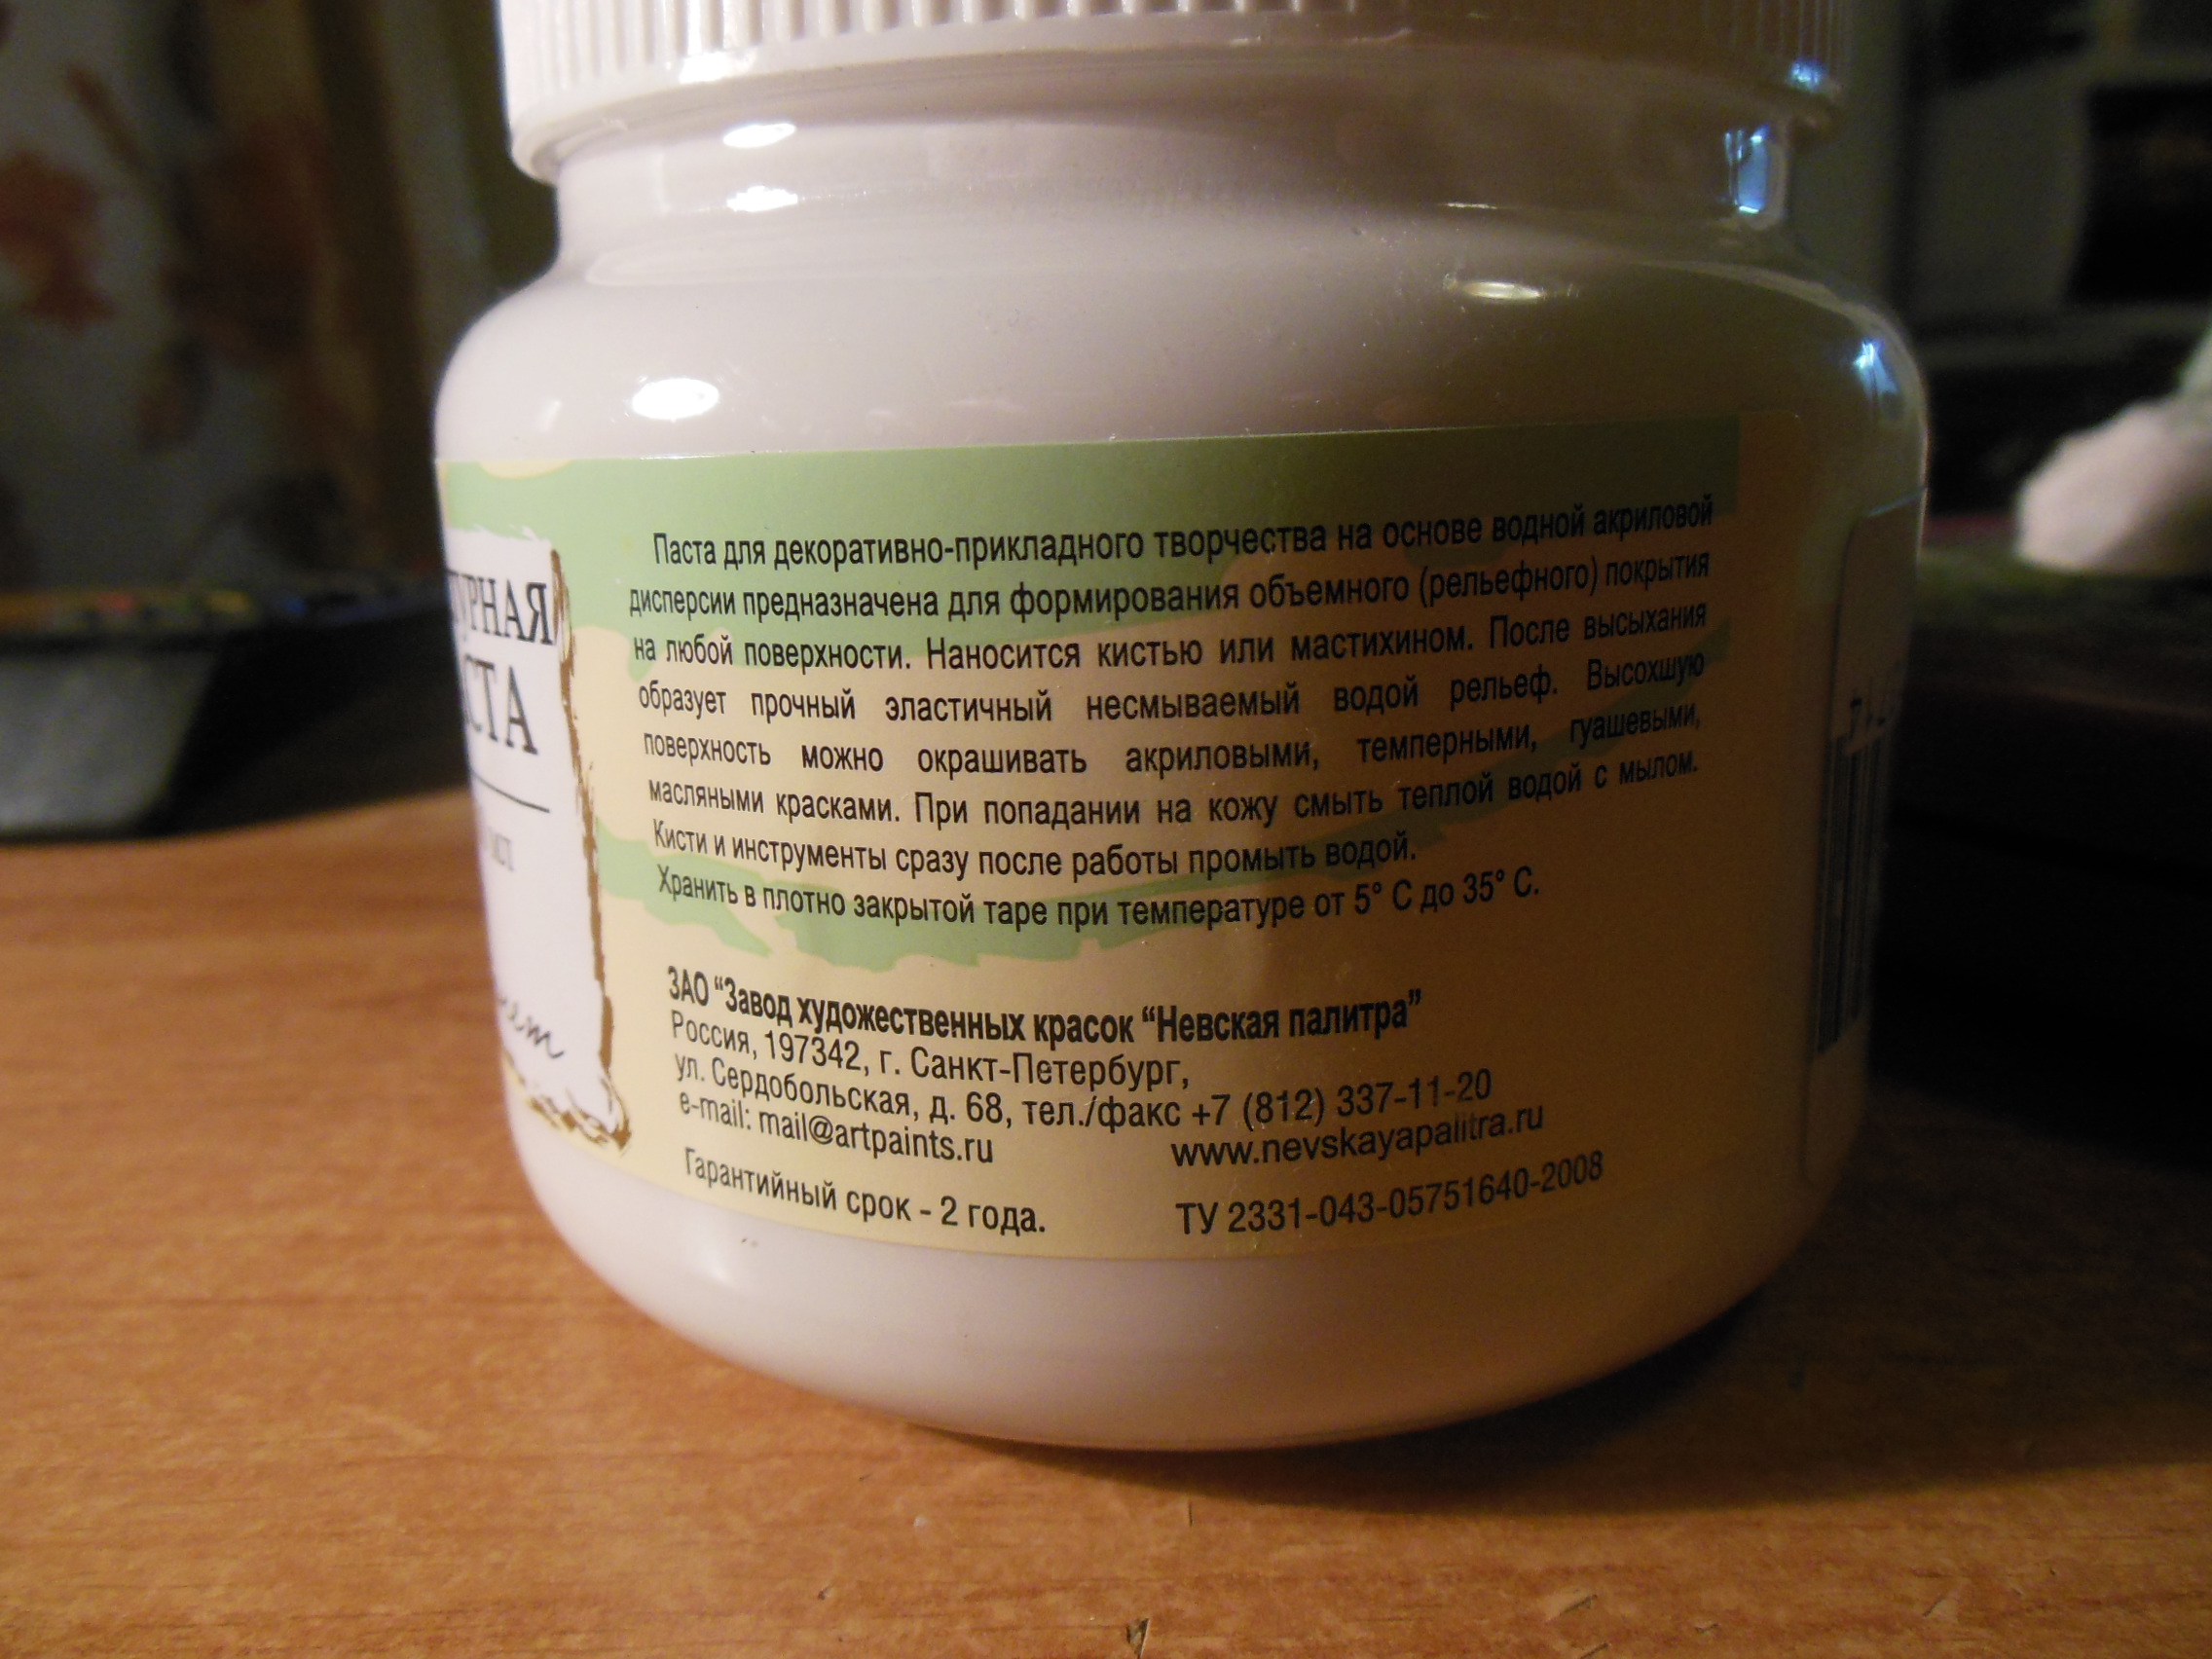 Паста для декоративно-прикладного творчества на основе водной акриловой
дисперсии предназначена для формирования объемного (рельефного) покрытия
на любой поверхности. Наносится кистью или мастихином. После высыхания
образует прочный эластичный несмываемый водой рельеф. Высохшую
поверхность можно окрашивать акриловыми, темперными, гуашевыми,
масляными красками. При попадании на кожу смыть теплой водой с мылом.
Кисти и инструменты сразу после работы промыть водой.
Хранить в плотно закрытой таре при температуре от 5° С до 35° С.
ЗАО “Завод художественных красок “Невская палитра”
Россия, 197342, г. Санкт-Петербург,
ул. Сердобольская, д. 68, тел./факс +7 (812) 337-11-20
e-mail: mail@artpaints.ru www.nevskayapalitra.ru
Гарантийный срок - 2 года. ТУ 2331-043-05751640-2008